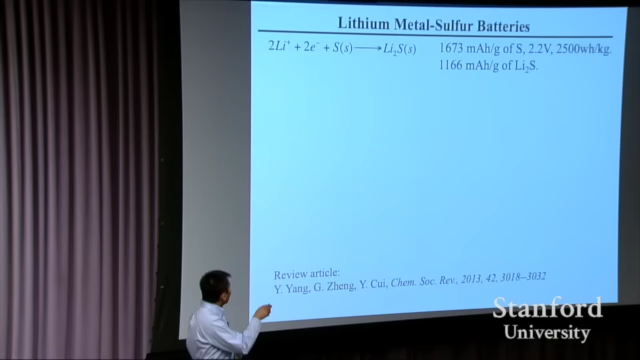 Lithium Metal-Sulfur Batteries
2Li⁺ + 2e⁻ + S(s) ⟶ Li₂S(s) 1673 mAh/g of S, 2.2V, 2500wh/kg.
1166 mAh/g of Li₂S.
Review article:
Y. Yang, G. Zheng, Y. Cui, Chem. Soc. Rev., 2013, 42, 3018–3032
Stanford
University